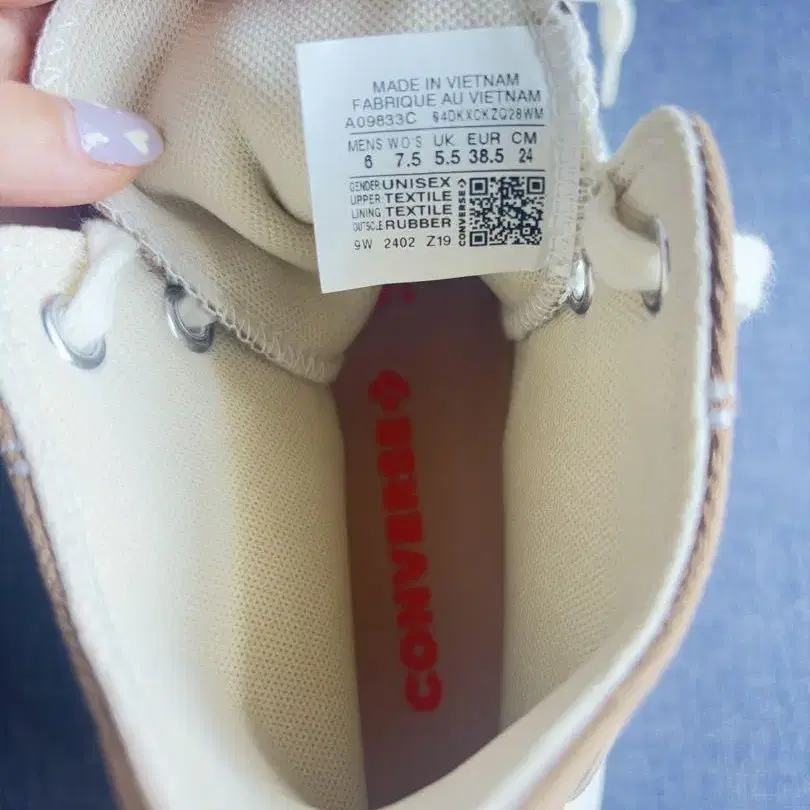 MADE IN VIETNAM
FABRIQUE AU VIETNAM
A09833C §4DKXCKZQ28WM
MENS WO'S UK EUR CM
6 7.5 5.5 38.5 24
GENDER UNISEX
UPPER TEXTILE
LINING TEXTILE
OUTSOLE RUBBER
CONVERSE
9W 2402 Z19
CONVERSE